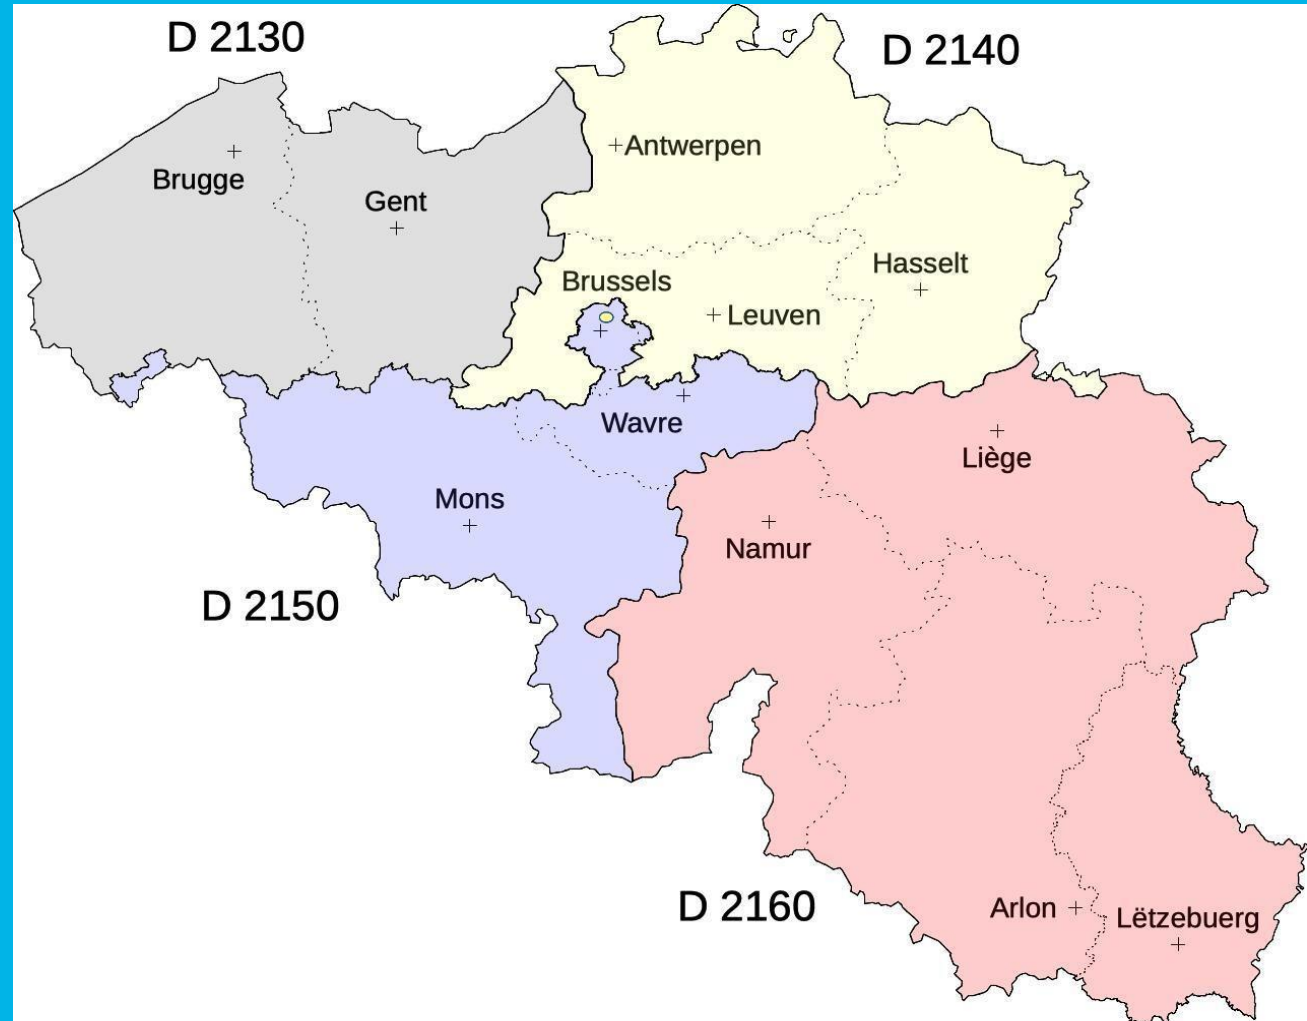 D 2130
D 2140
Antwerpen
Brugge
Gent
Hasselt
Brussels
Leuven
Wavre
Liège
Mons
Namur
D 2150
D 2160
Arlon
Lëtzebuerg